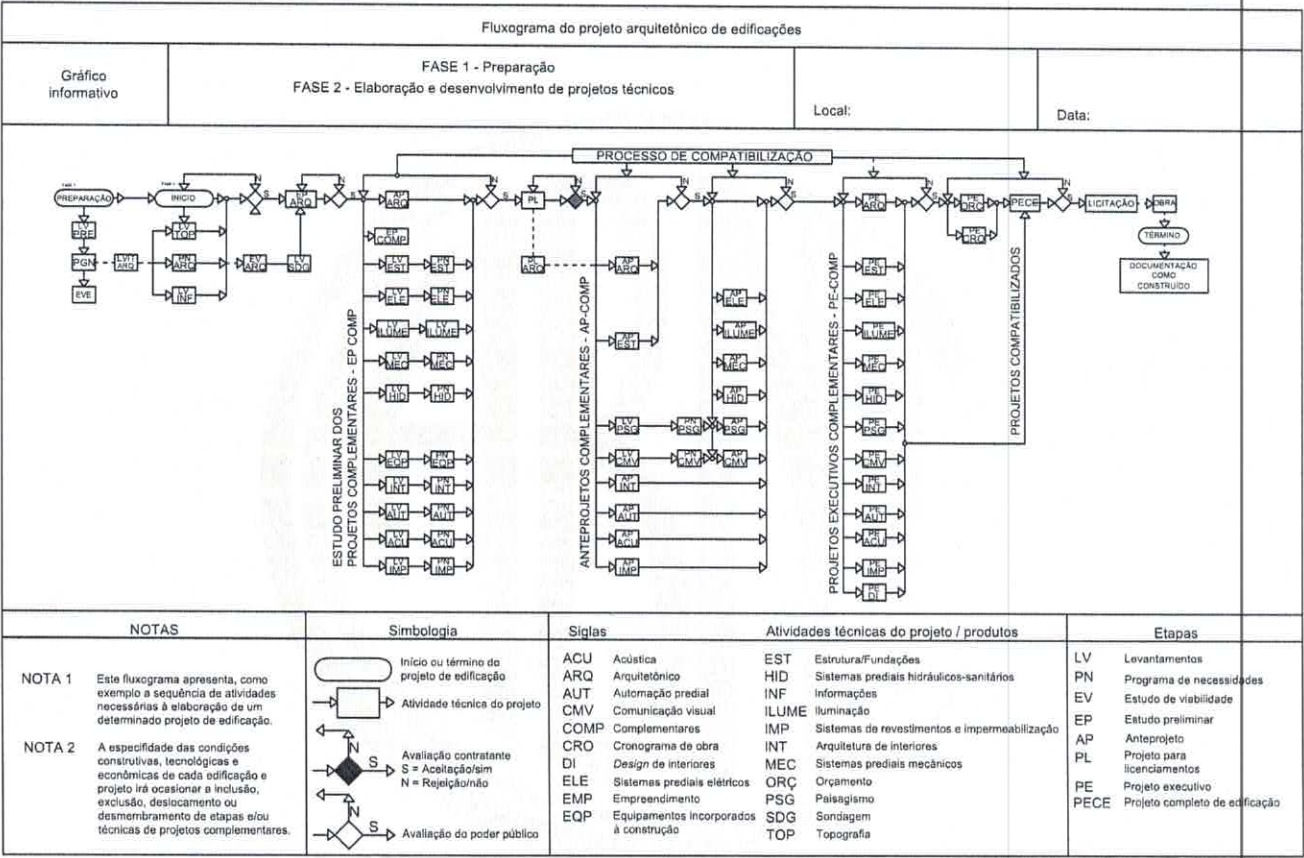 Fluxograma do projeto arquitetônico de edificações
Gráfico
informativo
FASE 1 - Preparação
FASE 2 - Elaboração e desenvolvimento de projetos técnicos
Local:
Data:
PROCESSO DE COMPATIBILIZAÇÃO
PREPARAÇÃO
LV
PRE
PGN
EVE
INICIO
LV
TOP
PN
ARQ
LV
INF
EV
ARQ
LV
SDG
EP
ARQ
ESTUDO PRELIMINAR DOS
PROJETOS COMPLEMENTARES - EP COMP
AP
ARQ
EP
COMP
LV
EST
PN
EST
LV
ELE
PN
ELE
LV
ILUME
LV
ILUME
LV
MEC
PN
MEC
LV
HID
PN
HID
LV
EQP
PN
EQP
LV
INT
PN
INT
LV
AUT
PN
AUT
LV
ACU
PN
ACU
LV
IMP
PN
IMP
PL
PL
ARQ
ANTEPROJETOS COMPLEMENTARES - AP-COMP
AP
ARQ
AP
EST
LV
PSG
PN
PSG
LV
CMV
PN
CMV
AP
INT
AP
AUT
AP
ACU
AP
IMP
AP
ELE
AP
ILUME
AP
MEC
AP
HID
AP
PSG
AP
CMV
PROJETOS EXECUTIVOS COMPLEMENTARES - PE-COMP
PE
ARQ
PE
EST
PE
ELE
PE
ILUME
PE
MEC
PE
HID
PE
PSG
PE
CMV
PE
INT
PE
AUT
PE
ACU
PE
IMP
PE
DI
PE
ORÇ
PE
CRO
PROJETOS COMPATIBILIZADOS
PECE
LICITAÇÃO
OBRA
TÉRMINO
DOCUMENTAÇÃO
COMO
CONSTRUÍDO
NOTAS
NOTA 1 Este fluxograma apresenta, como
exemplo a sequência de atividades
necessárias à elaboração de um
determinado projeto de edificação.
NOTA 2 A especifidade das condições
construtivas, tecnológicas e
econômicas de cada edificação e
projeto irá ocasionar a inclusão,
exclusão, deslocamento ou
desmembramento de etapas e/ou
técnicas de projetos complementares.
Simbologia
Início ou término do
projeto de edificação
Atividade técnica do projeto
N
S
Avaliação contratante
S = Aceitação/sim
N = Rejeição/não
N
S
Avaliação do poder público
Siglas
Atividades técnicas do projeto / produtos
ACU Acústica
ARQ Arquitetônico
AUT Automação predial
CMV Comunicação visual
COMP Complementares
CRO Cronograma de obra
DI Design de interiores
ELE Sistemas prediais elétricos
EMP Empreendimento
EQP Equipamentos incorporados
à construção
EST Estrutura/Fundações
HID Sistemas prediais hidráulicos-sanitários
INF Informações
ILUME Iluminação
IMP Sistemas de revestimentos e impermeabilização
INT Arquitetura de interiores
MEC Sistemas prediais mecânicos
ORÇ Orçamento
PSG Paisagismo
SDG Sondagem
TOP Topografia
Etapas
LV Levantamentos
PN Programa de necessidades
EV Estudo de viabilidade
EP Estudo preliminar
AP Anteprojeto
PL Projeto para
licenciamentos
PE Projeto executivo
PECE Projeto completo de edificação